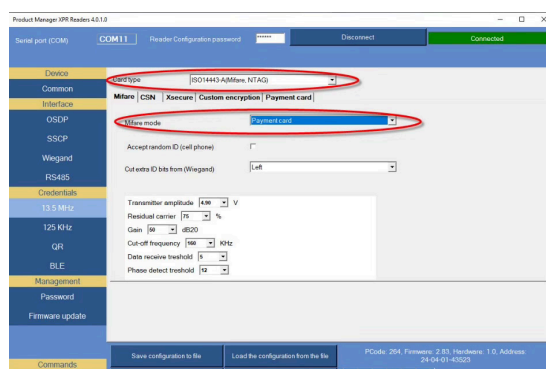 Product Manager XPR Readers 4.0.1.0
Serial port (COM) COM11 Reader Configuration password ****** Disconnect Connected
Device
Common
Interface
OSDP
SSCP
Wiegand
RS485
Credentials
13.5 MHz
125 KHz
QR
BLE
Management
Password
Firmware update
Commands
Card type ISO14443-A(Mifare, NTAG)
Mifare CSN Xsecure Custom encryption Payment card
Mifare mode Payment card
Accept random ID (cell phone)
Cut extra ID bits from (Wiegand) Left
Transmitter amplitude 4.90 V
Residual carrier 75 %
Gain 50 dB20
Cut-off frequency 160 KHz
Data receive treshold 5
Phase detect treshold 12
Save configuration to file Load the configuration from the file
PCode: 264, Firmware: 2.83, Hardware: 1.0, Address:
24-04-01-43523